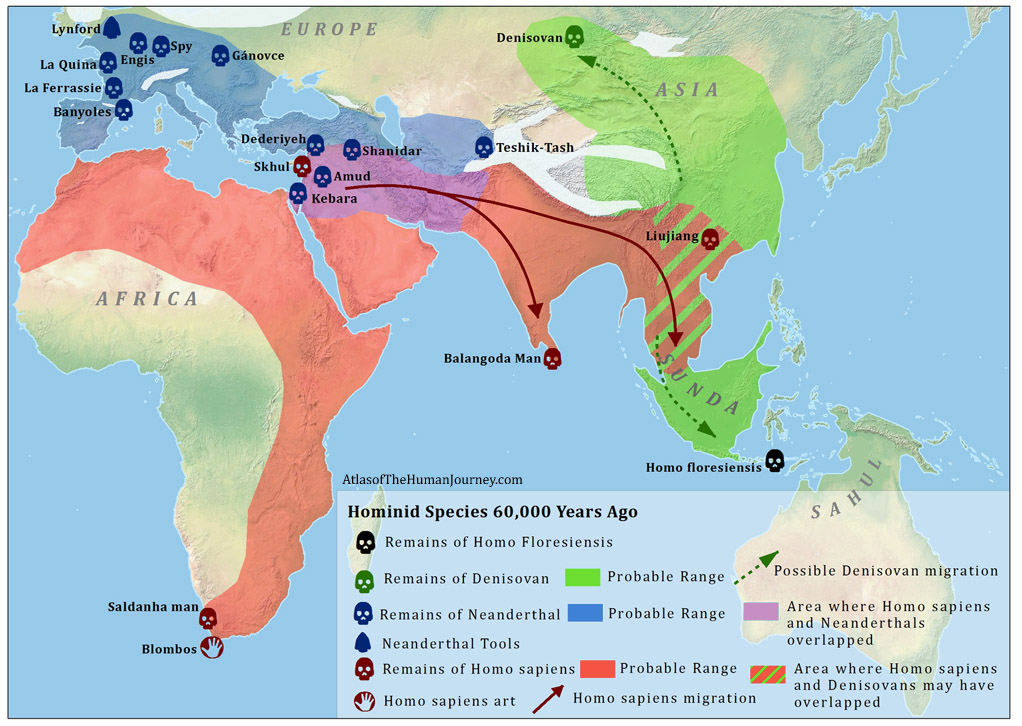 Lynford
EUROPE
Denisovan
Engis
Spy
Gánovce
La Quina
La Ferrassie
ASIA
Banyoles
Dederiyeh
Shanidar
Teshik-Tash
Skhul
Amud
Kebara
Liujiang
AFRICA
Balangoda Man
SUNDA
Homo floresiensis
SAHUL
AtlasofTheHumanJourney.com
Hominid Species 60,000 Years Ago
Remains of Homo Floresiensis
Remains of Denisovan
Probable Range
Possible Denisovan migration
Remains of Neanderthal
Probable Range
Area where Homo sapiens
and Neanderthals
overlapped
Neanderthal Tools
Remains of Homo sapiens
Probable Range
Area where Homo sapiens
and Denisovans may have
overlapped
Homo sapiens art
Homo sapiens migration
Saldanha man
Blombos